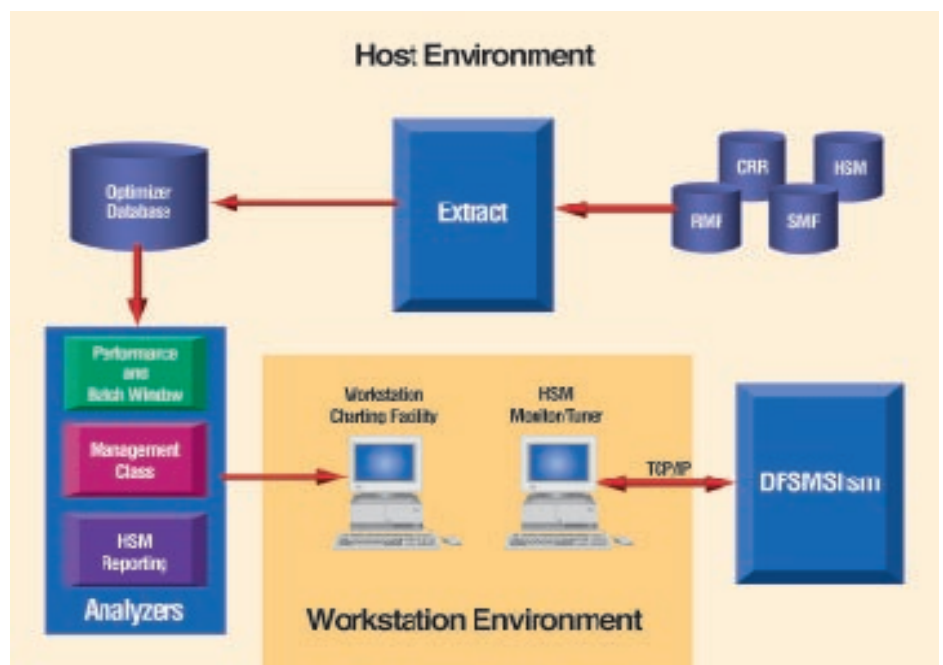 Host Environment
CRR
HSM
RMF
SMF
Extract
Optimizer
Database
Performance
and
Batch Window
Management
Class
HSM
Reporting
Analyzers
Workstation
Charting Facility
HSM
Monitor/Tuner
TCP/IP
DFSMShsm
Workstation Environment